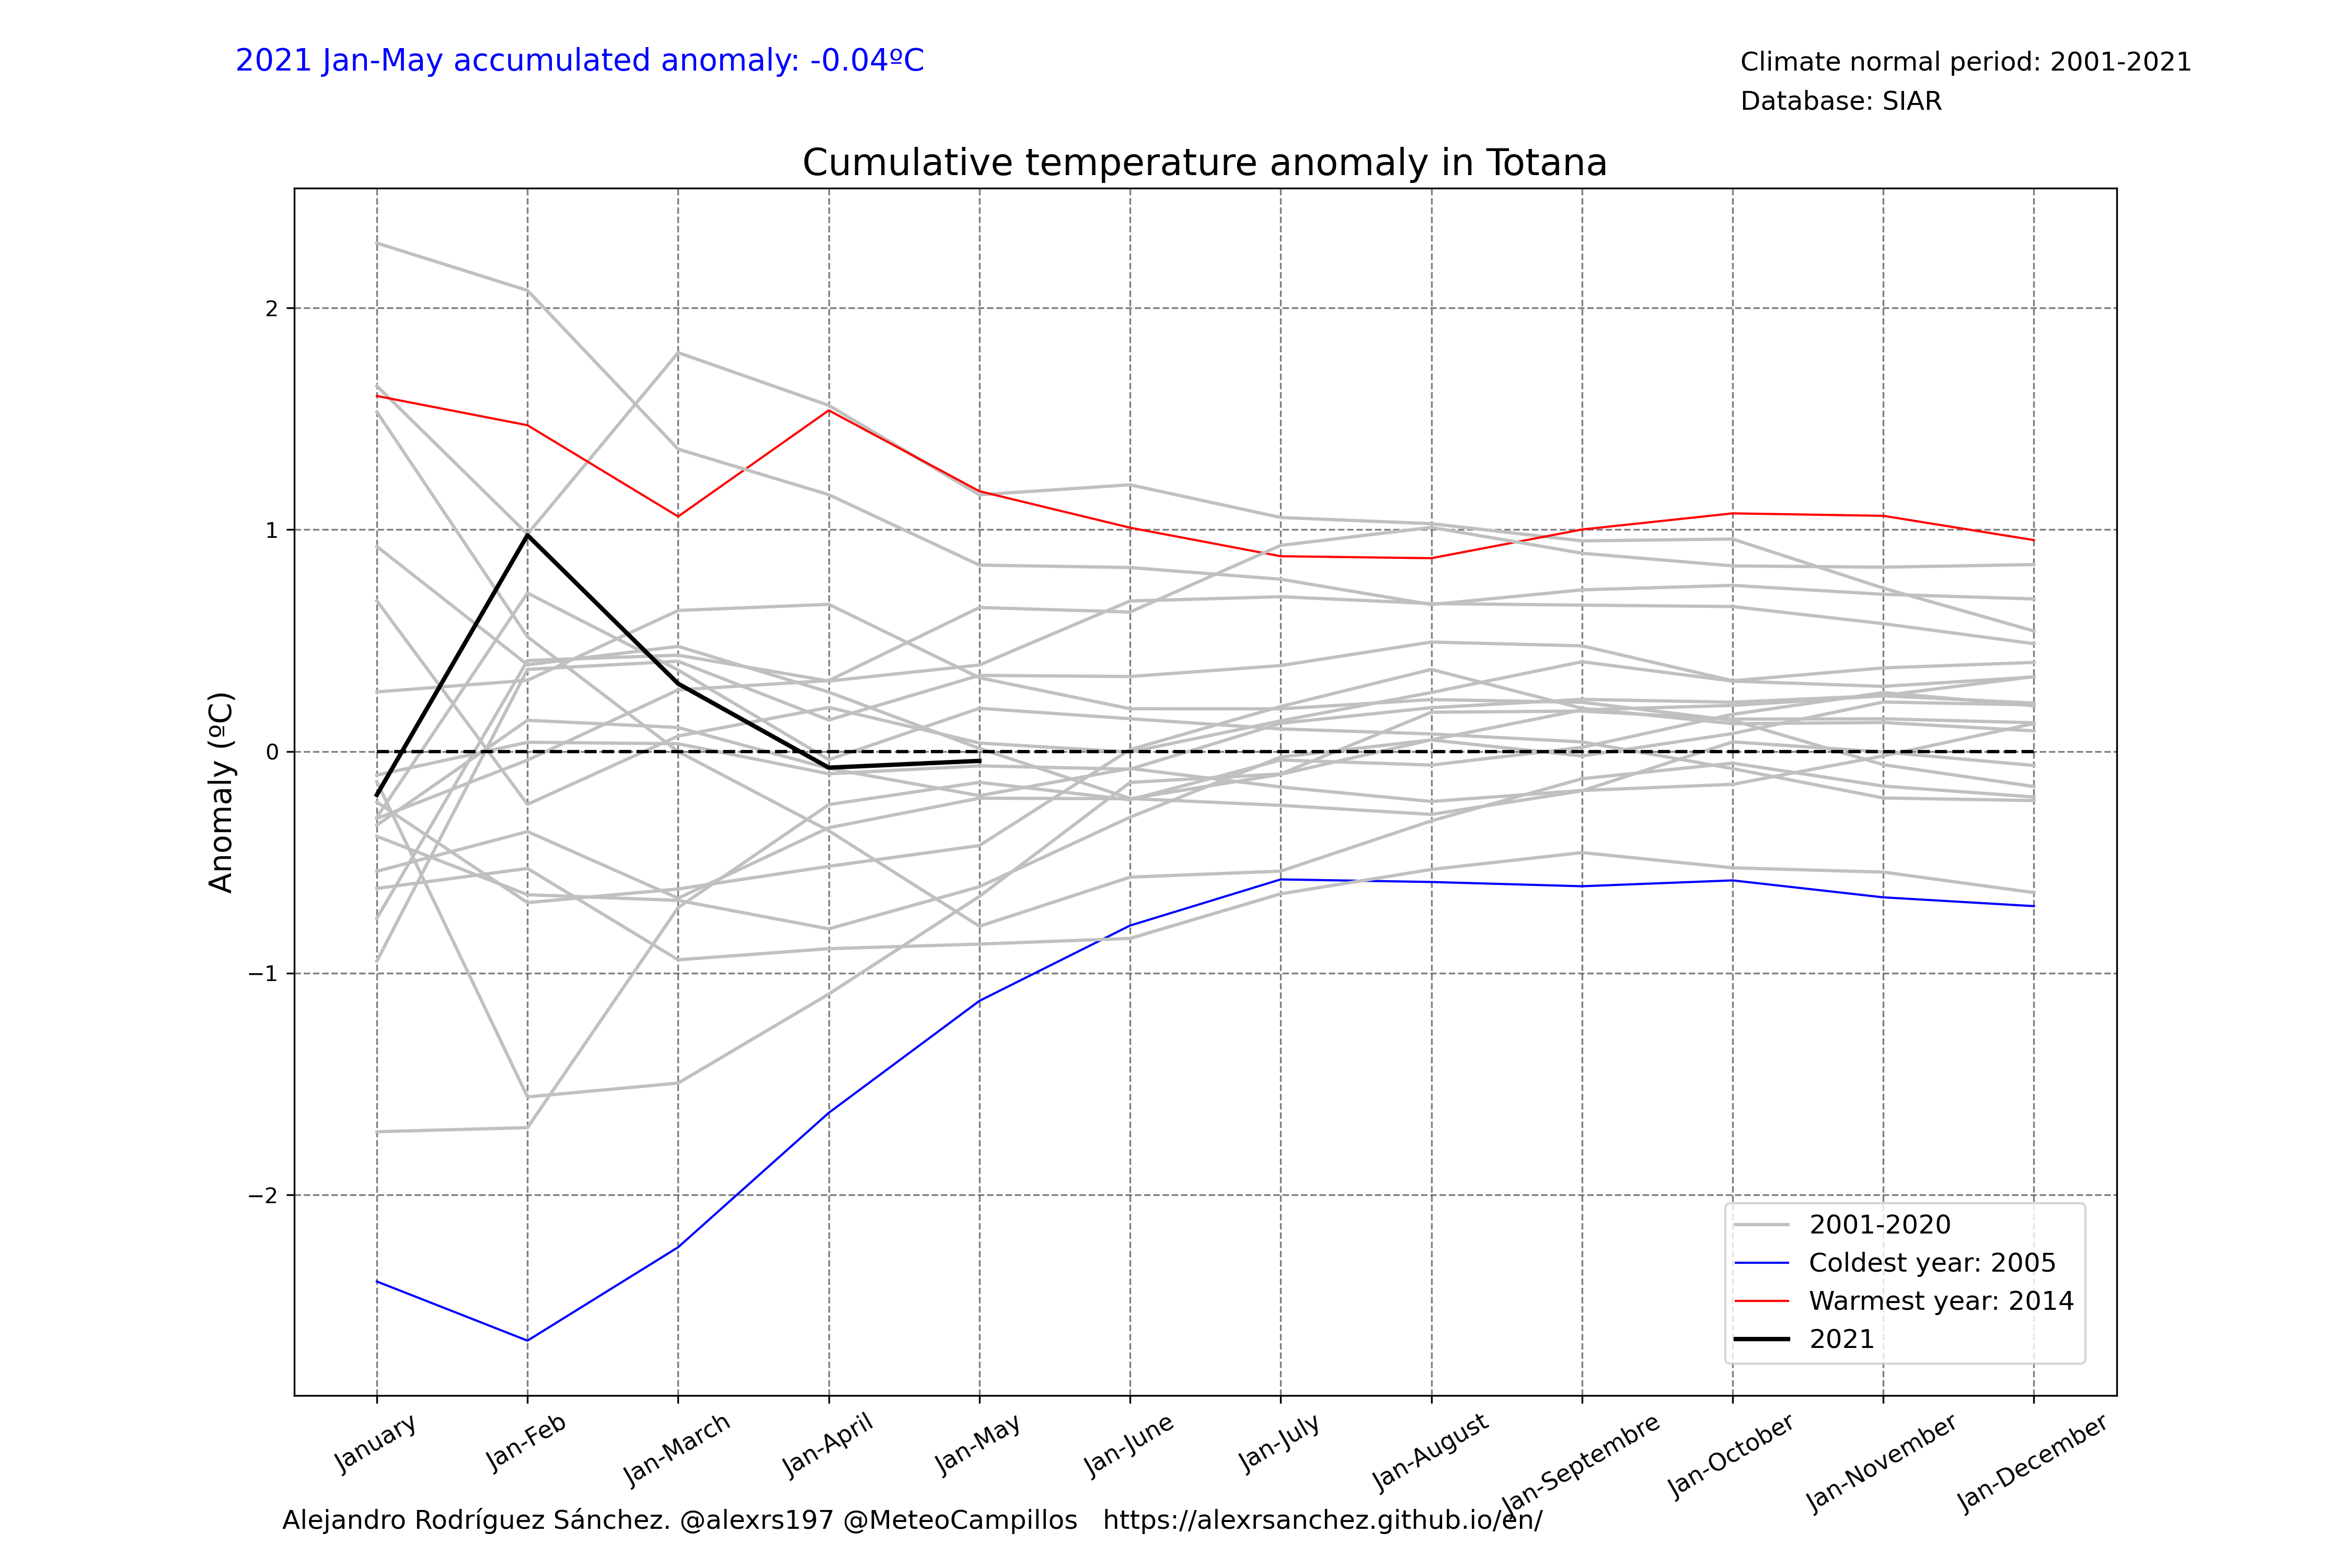 2021 Jan-May accumulated anomaly: -0.04ºC
Climate normal period: 2001-2021
Database: SIAR
Cumulative temperature anomaly in Totana
Anomaly (ºC)
2
1
0
−1
−2
2001-2020
Coldest year: 2005
Warmest year: 2014
2021
January
Jan-Feb
Jan-March
Jan-April
Jan-May
Jan-June
Jan-July
Jan-August
Jan-Septembre
Jan-October
Jan-November
Jan-December
Alejandro Rodríguez Sánchez. @alexrs197 @MeteoCampillos   https://alexrsanchez.github.io/en/